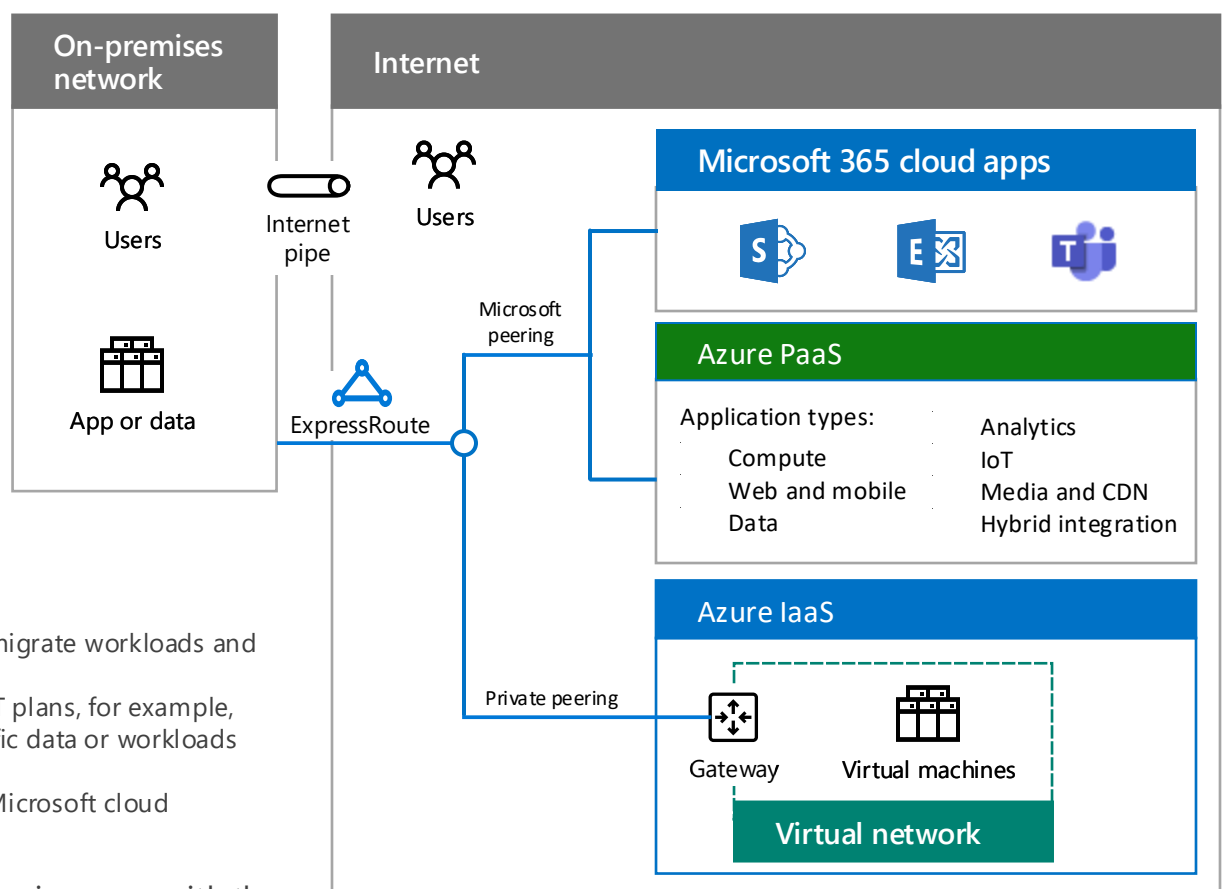 On-premises
network
Users
App or data
Internet
pipe
ExpressRoute
Internet
Users
Microsoft
peering
Private peering
Microsoft 365 cloud apps
S
E
T
Azure PaaS
Application types:
Compute
Web and mobile
Data
Analytics
IoT
Media and CDN
Hybrid integration
Azure IaaS
Gateway
Virtual machines
Virtual network
migrate workloads and
T plans, for example,
fic data or workloads
Microsoft cloud